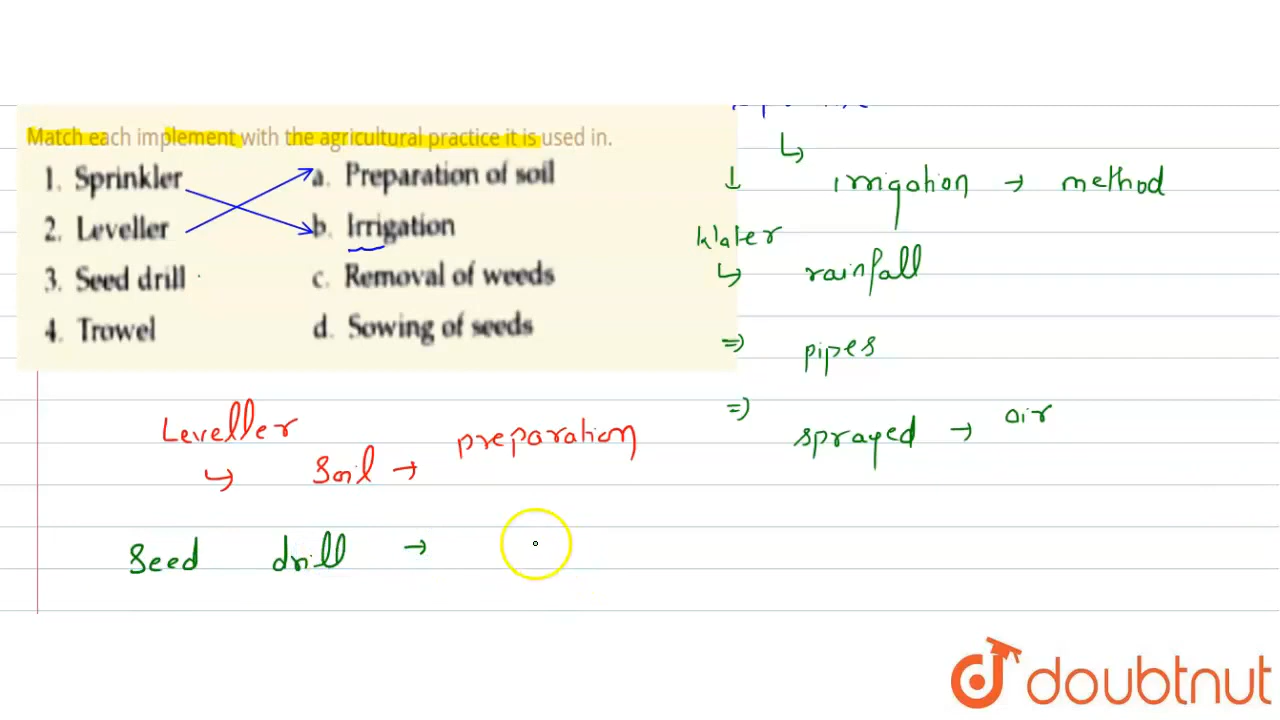 Match each implement with the agricultural practice it is used in.
1. Sprinkler a. Preparation of soil
2. Leveller b. Irrigation
3. Seed drill c. Removal of weeds
4. Trowel d. Sowing of seeds
Leveller
↳ Soil → preparation
Seed drill →
↳
↓ irrigation → method
Water
↳ rainfall
⇒ pipes
⇒ sprayed → air
doubtnut